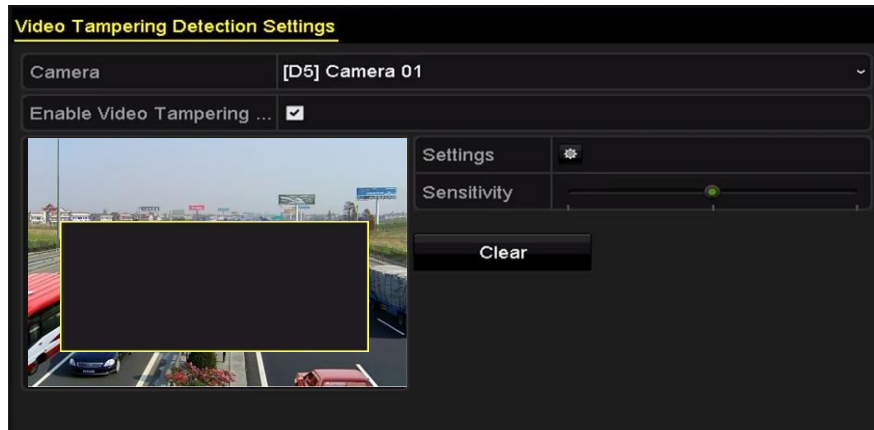 Video Tampering Detection Settings
Camera
[D5] Camera 01
Enable Video Tampering ...
Settings
Sensitivity
Clear